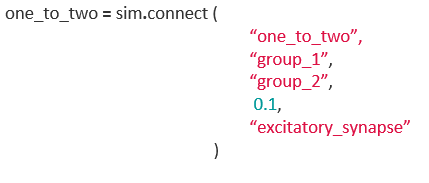 one_to_two = sim.connect (
“one_to_two”,
“group_1”,
“group_2”,
0.1,
“excitatory_synapse”
)